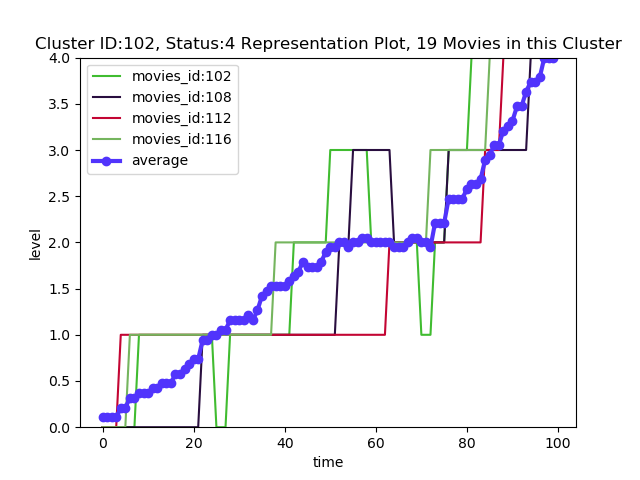 Cluster ID:102, Status:4 Representation Plot, 19 Movies in this Cluster
movies_id:102
movies_id:108
movies_id:112
movies_id:116
average
level
4.0
3.5
3.0
2.5
2.0
1.5
1.0
0.5
0.0
0 20 40 60 80 100
time